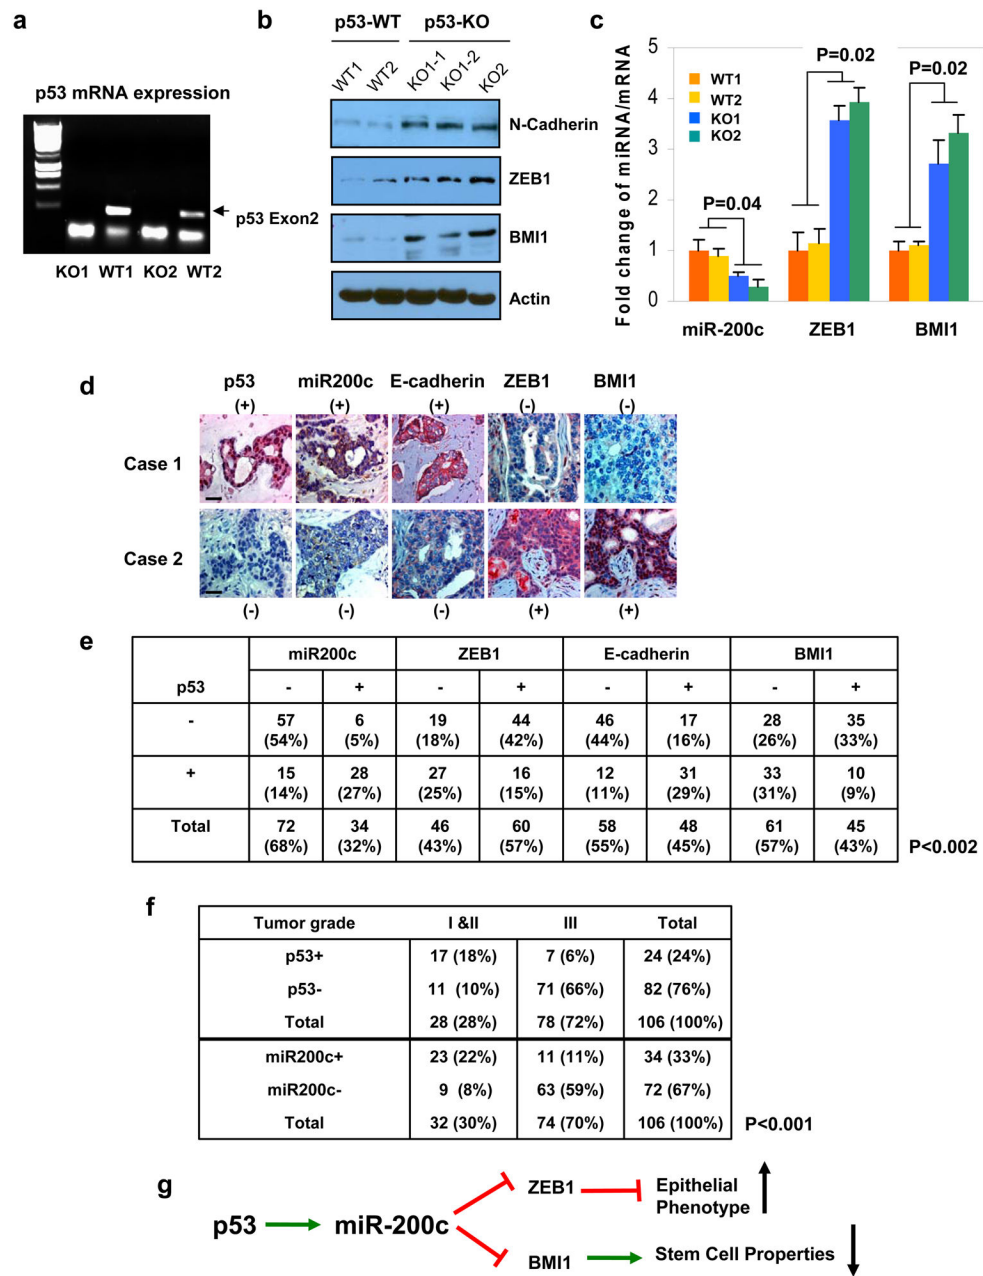 a
p53 mRNA expression
p53 Exon2
KO1 WT1 KO2 WT2
b
p53-WT p53-KO
WT1 WT2 KO1-1 KO1-2 KO2
N-Cadherin
ZEB1
BMI1
Actin
c
Fold change of miRNA/mRNA
5
4
3
2
1
0
WT1
WT2
KO1
KO2
P=0.04
P=0.02
P=0.02
miR-200c ZEB1 BMI1
d
p53 miR200c E-cadherin ZEB1 BMI1
(+) (+) (+) (-) (-)
Case 1
Case 2
(-) (-) (-) (+) (+)
e
miR200c ZEB1 E-cadherin BMI1
p53 - + - + - + - +
- 57 6 19 44 46 17 28 35
(54%) (5%) (18%) (42%) (44%) (16%) (26%) (33%)
+ 15 28 27 16 12 31 33 10
(14%) (27%) (25%) (15%) (11%) (29%) (31%) (9%)
Total 72 34 46 60 58 48 61 45
(68%) (32%) (43%) (57%) (55%) (45%) (57%) (43%)
P<0.002
f
Tumor grade I &II III Total
p53+ 17 (18%) 7 (6%) 24 (24%)
p53- 11 (10%) 71 (66%) 82 (76%)
Total 28 (28%) 78 (72%) 106 (100%)
miR200c+ 23 (22%) 11 (11%) 34 (33%)
miR200c- 9 (8%) 63 (59%) 72 (67%)
Total 32 (30%) 74 (70%) 106 (100%)
P<0.001
g
p53 miR-200c
ZEB1 Epithelial
Phenotype
BMI1 Stem Cell Properties